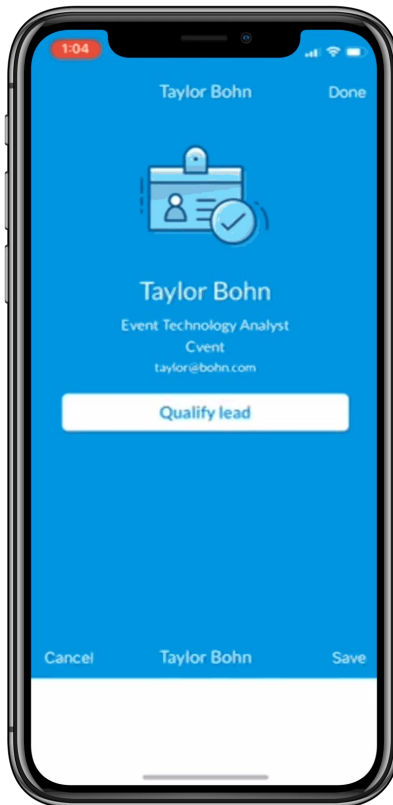 1:04
Taylor Bohn Done
Taylor Bohn
Event Technology Analyst
Cvent
taylor@bohn.com
Qualify lead
Cancel Taylor Bohn Save